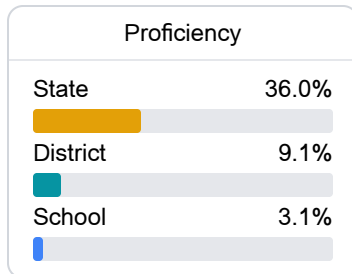 Proficiency
State 36.0%
District 9.1%
School 3.1%